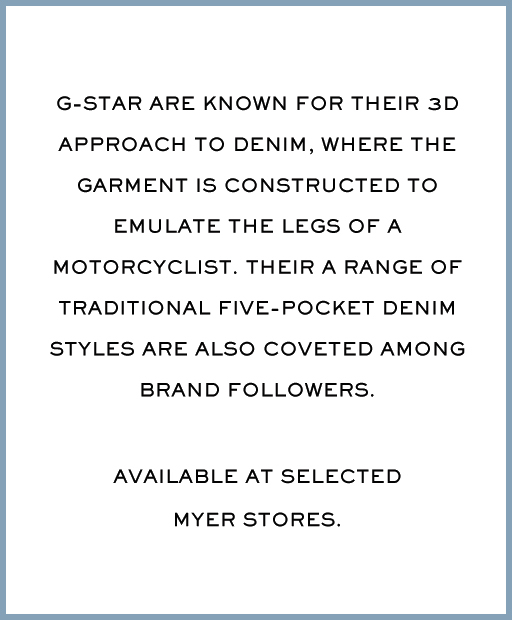 G-STAR ARE KNOWN FOR THEIR 3D
APPROACH TO DENIM, WHERE THE
GARMENT IS CONSTRUCTED TO
EMULATE THE LEGS OF A
MOTORCYCLIST. THEIR A RANGE OF
TRADITIONAL FIVE-POCKET DENIM
STYLES ARE ALSO COVETED AMONG
BRAND FOLLOWERS.
AVAILABLE AT SELECTED
MYER STORES.